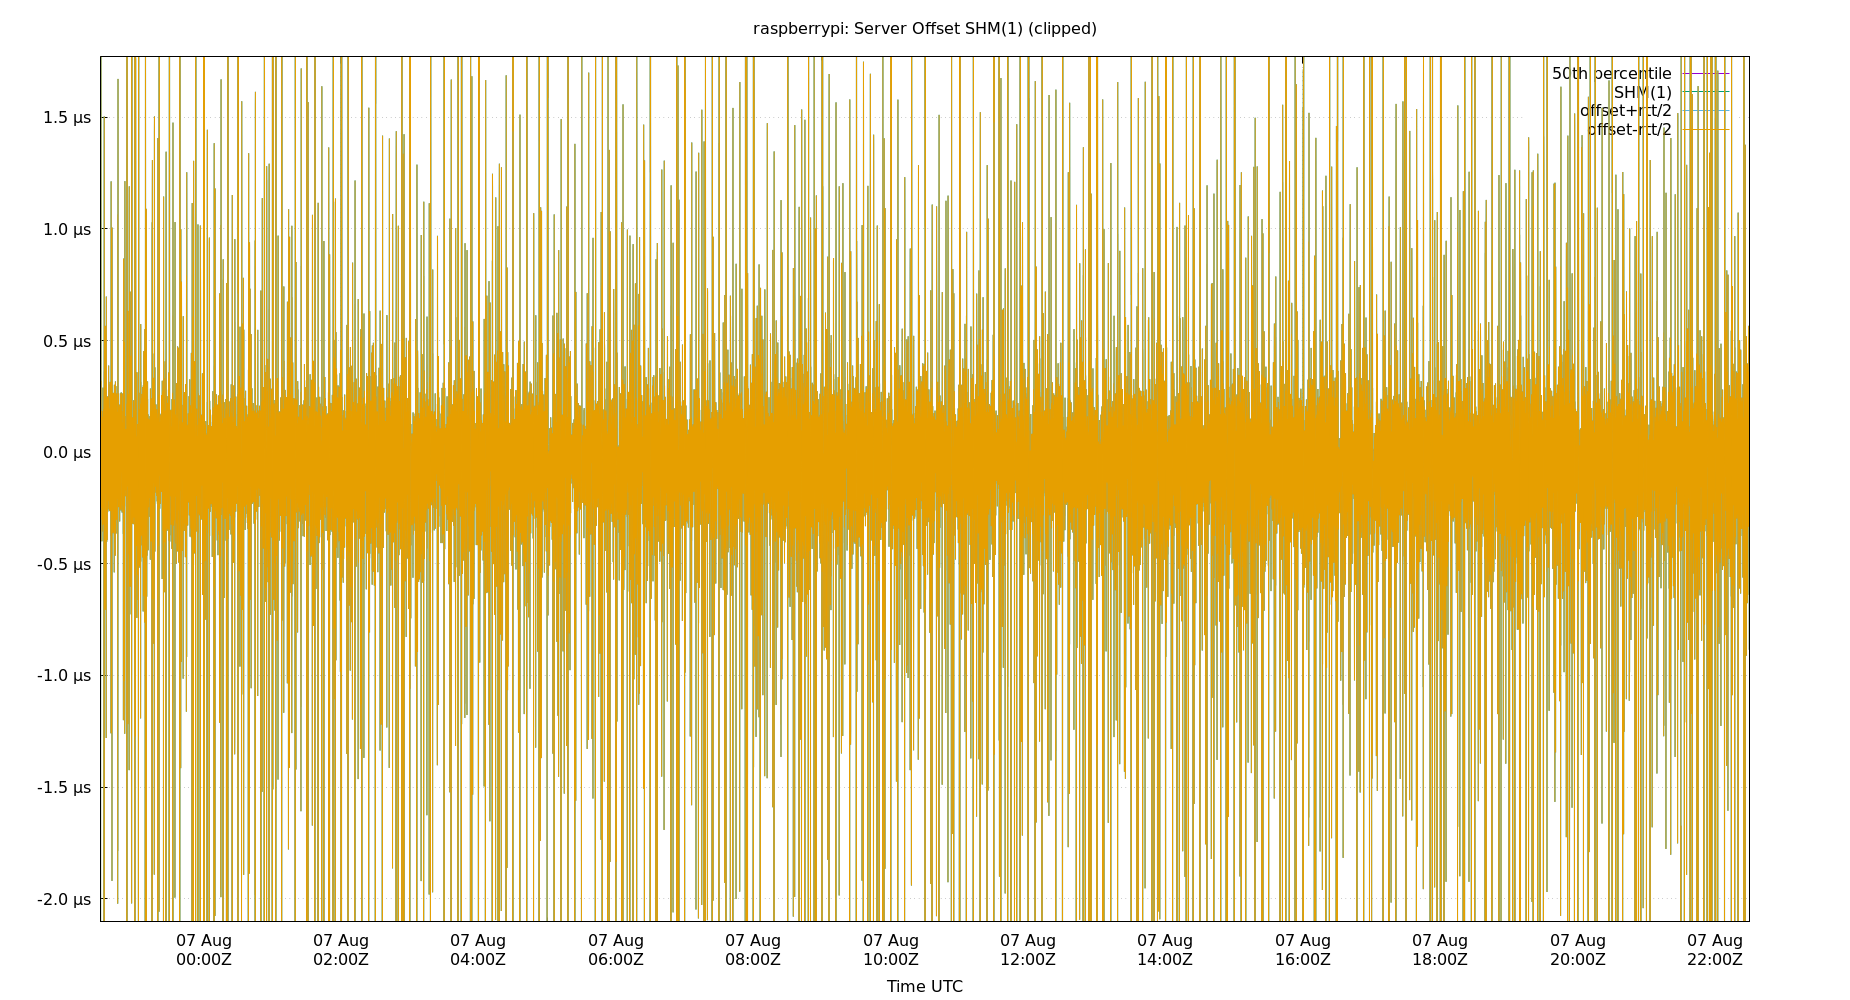 raspberrypi: Server Offset SHM(1) (clipped)
50th percentile
SHM(1)
offset+rtt/2
offset-rtt/2
1.5 µs
1.0 µs
0.5 µs
0.0 µs
-0.5 µs
-1.0 µs
-1.5 µs
-2.0 µs
07 Aug 07 Aug 07 Aug 07 Aug 07 Aug 07 Aug 07 Aug 07 Aug 07 Aug 07 Aug 07 Aug 07 Aug
00:00Z 02:00Z 04:00Z 06:00Z 08:00Z 10:00Z 12:00Z 14:00Z 16:00Z 18:00Z 20:00Z 22:00Z
Time UTC